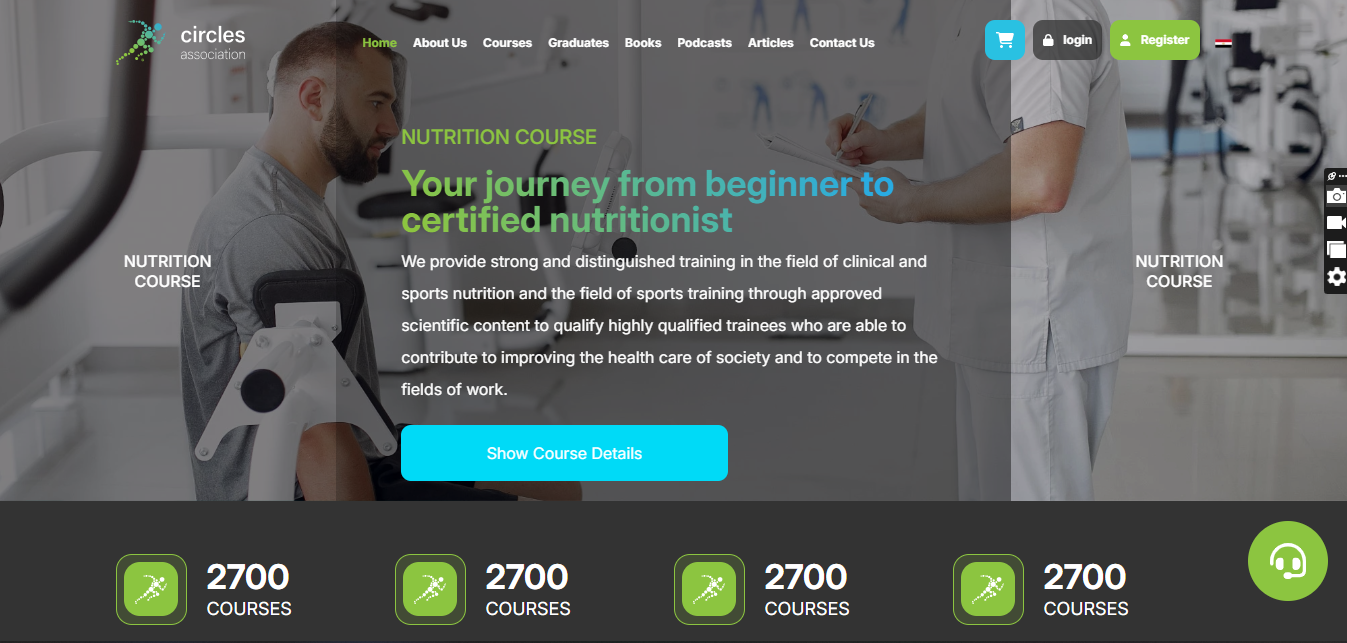 circles
association
Home
About Us
Courses
Graduates
Books
Podcasts
Articles
Contact Us
login
Register
NUTRITION COURSE
Your journey from beginner to
certified nutritionist
NUTRITION
COURSE
We provide strong and distinguished training in the field of clinical and
sports nutrition and the field of sports training through approved
scientific content to qualify highly qualified trainees who are able to
contribute to improving the health care of society and to compete in the
fields of work.
NUTRITION
COURSE
Show Course Details
2700
COURSES
2700
COURSES
2700
COURSES
2700
COURSES